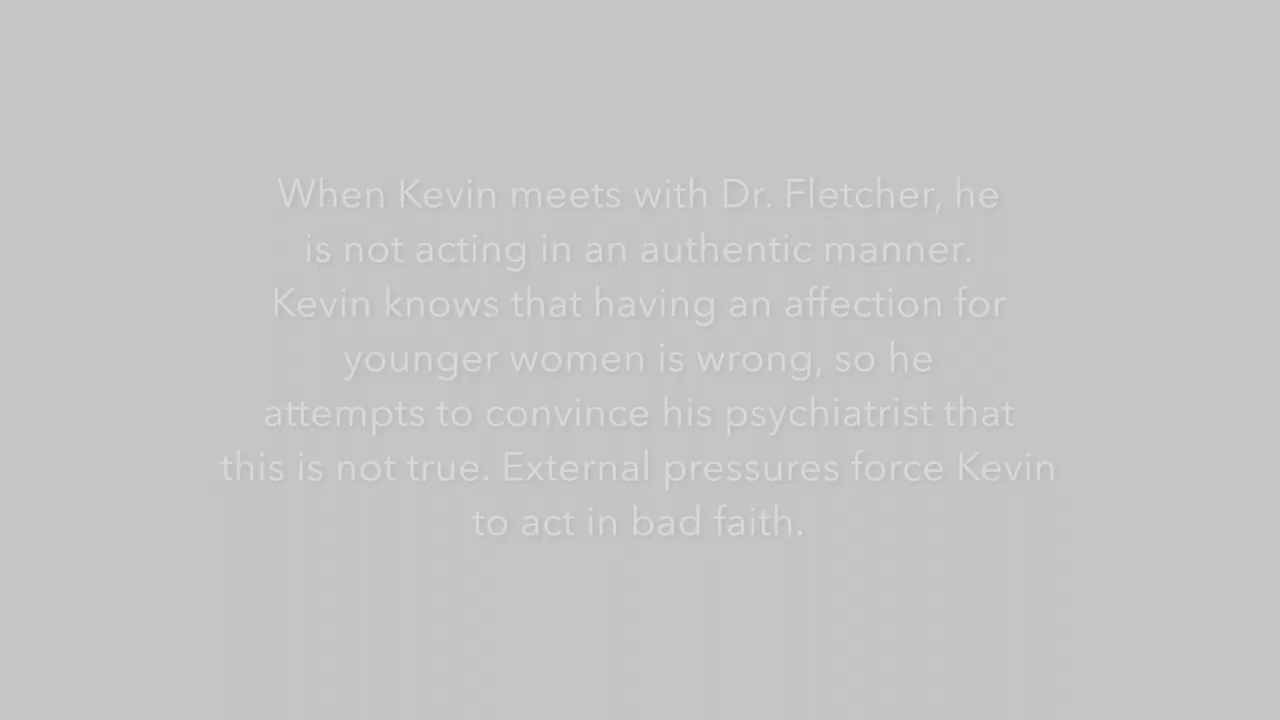 When Kevin meets with Dr. Fletcher, he
is not acting in an authentic manner.
Kevin knows that having an affection for
younger women is wrong, so he
attempts to convince his psychiatrist that
this is not true. External pressures force Kevin
to act in bad faith.